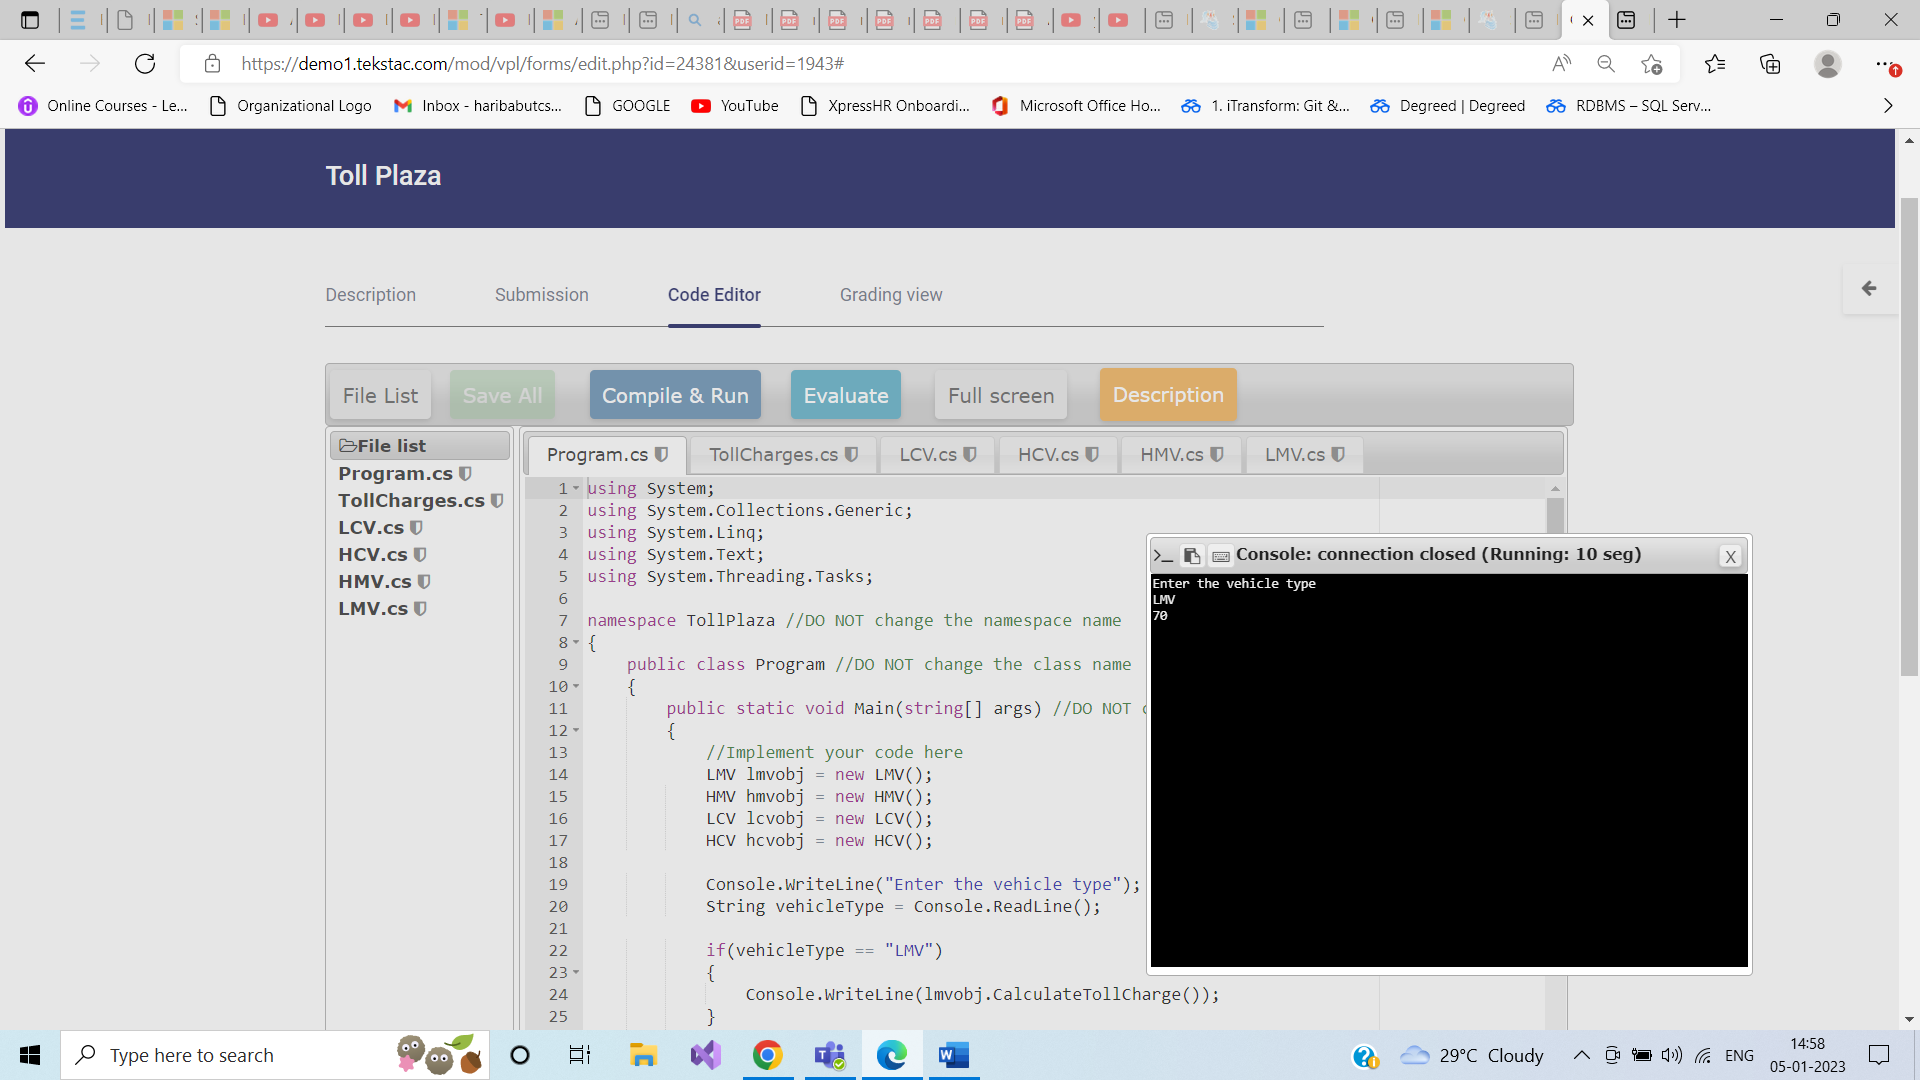 https://demo1.tekstac.com/mod/vpl/forms/edit.php?id=24381&userid=1943#
Online Courses - Le...
Organizational Logo
Inbox - haribabutcs...
GOOGLE
YouTube
XpressHR Onboardi...
Microsoft Office Ho...
1. iTransform: Git &...
Degreed | Degreed
RDBMS – SQL Serv...
Toll Plaza
Description
Submission
Code Editor
Grading view
File List
Save All
Compile & Run
Evaluate
Full screen
Description
File list
Program.cs
TollCharges.cs
LCV.cs
HCV.cs
HMV.cs
LMV.cs
Program.cs
TollCharges.cs
LCV.cs
HCV.cs
HMV.cs
LMV.cs
1 using System;
2 using System.Collections.Generic;
3 using System.Linq;
4 using System.Text;
5 using System.Threading.Tasks;
6
7 namespace TollPlaza //DO NOT change the namespace name
8 {
9 public class Program //DO NOT change the class name
10 {
11 public static void Main(string[] args) //DO NOT
12 {
13 //Implement your code here
14 LMV lmvobj = new LMV();
15 HMV hmvobj = new HMV();
16 LCV lcvobj = new LCV();
17 HCV hcvobj = new HCV();
18
19 Console.WriteLine("Enter the vehicle type");
20 String vehicleType = Console.ReadLine();
21
22 if(vehicleType == "LMV")
23 {
24 Console.WriteLine(lmvobj.CalculateTollCharge());
25 }
Console: connection closed (Running: 10 seg)
X
Enter the vehicle type
LMV
70
Type here to search
29°C Cloudy
ENG
14:58
05-01-2023